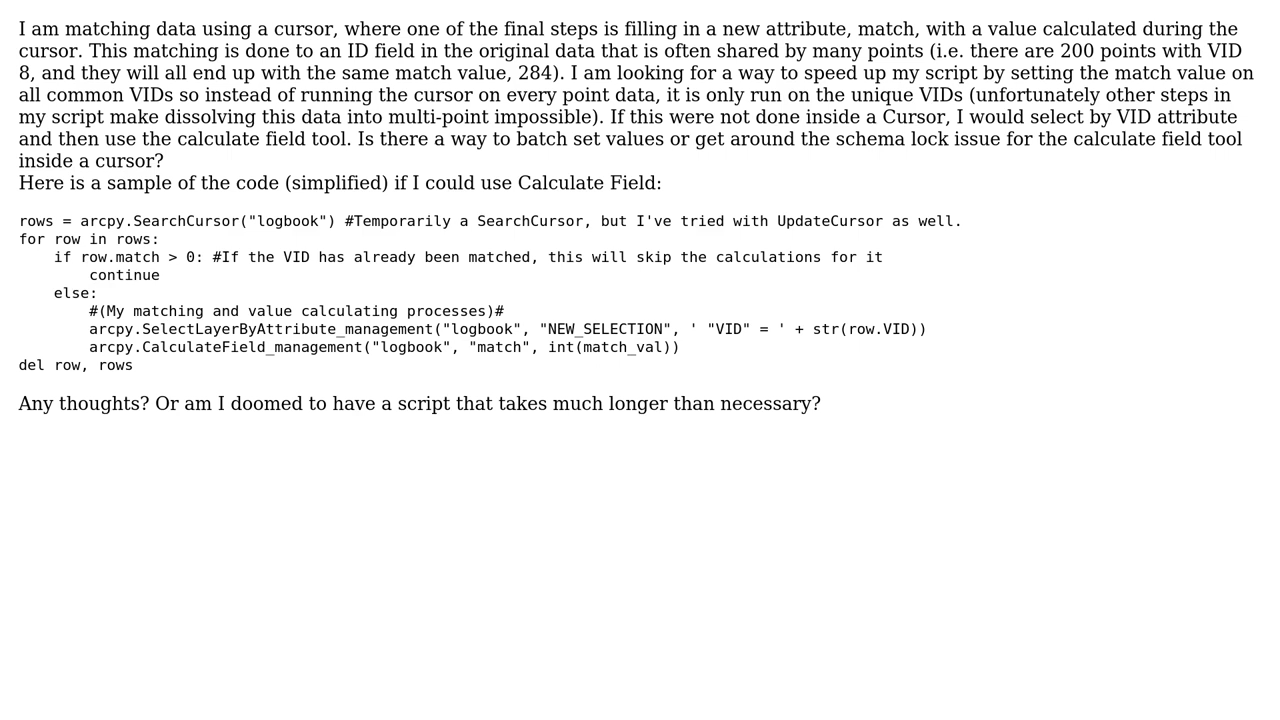 I am matching data using a cursor, where one of the final steps is filling in a new attribute, match, with a value calculated during the
cursor. This matching is done to an ID field in the original data that is often shared by many points (i.e. there are 200 points with VID
8, and they will all end up with the same match value, 284). I am looking for a way to speed up my script by setting the match value on
all common VIDs so instead of running the cursor on every point data, it is only run on the unique VIDs (unfortunately other steps in
my script make dissolving this data into multi-point impossible). If this were not done inside a Cursor, I would select by VID attribute
and then use the calculate field tool. Is there a way to batch set values or get around the schema lock issue for the calculate field tool
inside a cursor?
Here is a sample of the code (simplified) if I could use Calculate Field:
rows = arcpy.SearchCursor("logbook") #Temporarily a SearchCursor, but I've tried with UpdateCursor as well.
for row in rows:
    if row.match > 0: #If the VID has already been matched, this will skip the calculations for it
        continue
    else:
        #(My matching and value calculating processes)#
        arcpy.SelectLayerByAttribute_management("logbook", "NEW_SELECTION", ' "VID" = ' + str(row.VID))
        arcpy.CalculateField_management("logbook", "match", int(match_val))
del row, rows
Any thoughts? Or am I doomed to have a script that takes much longer than necessary?